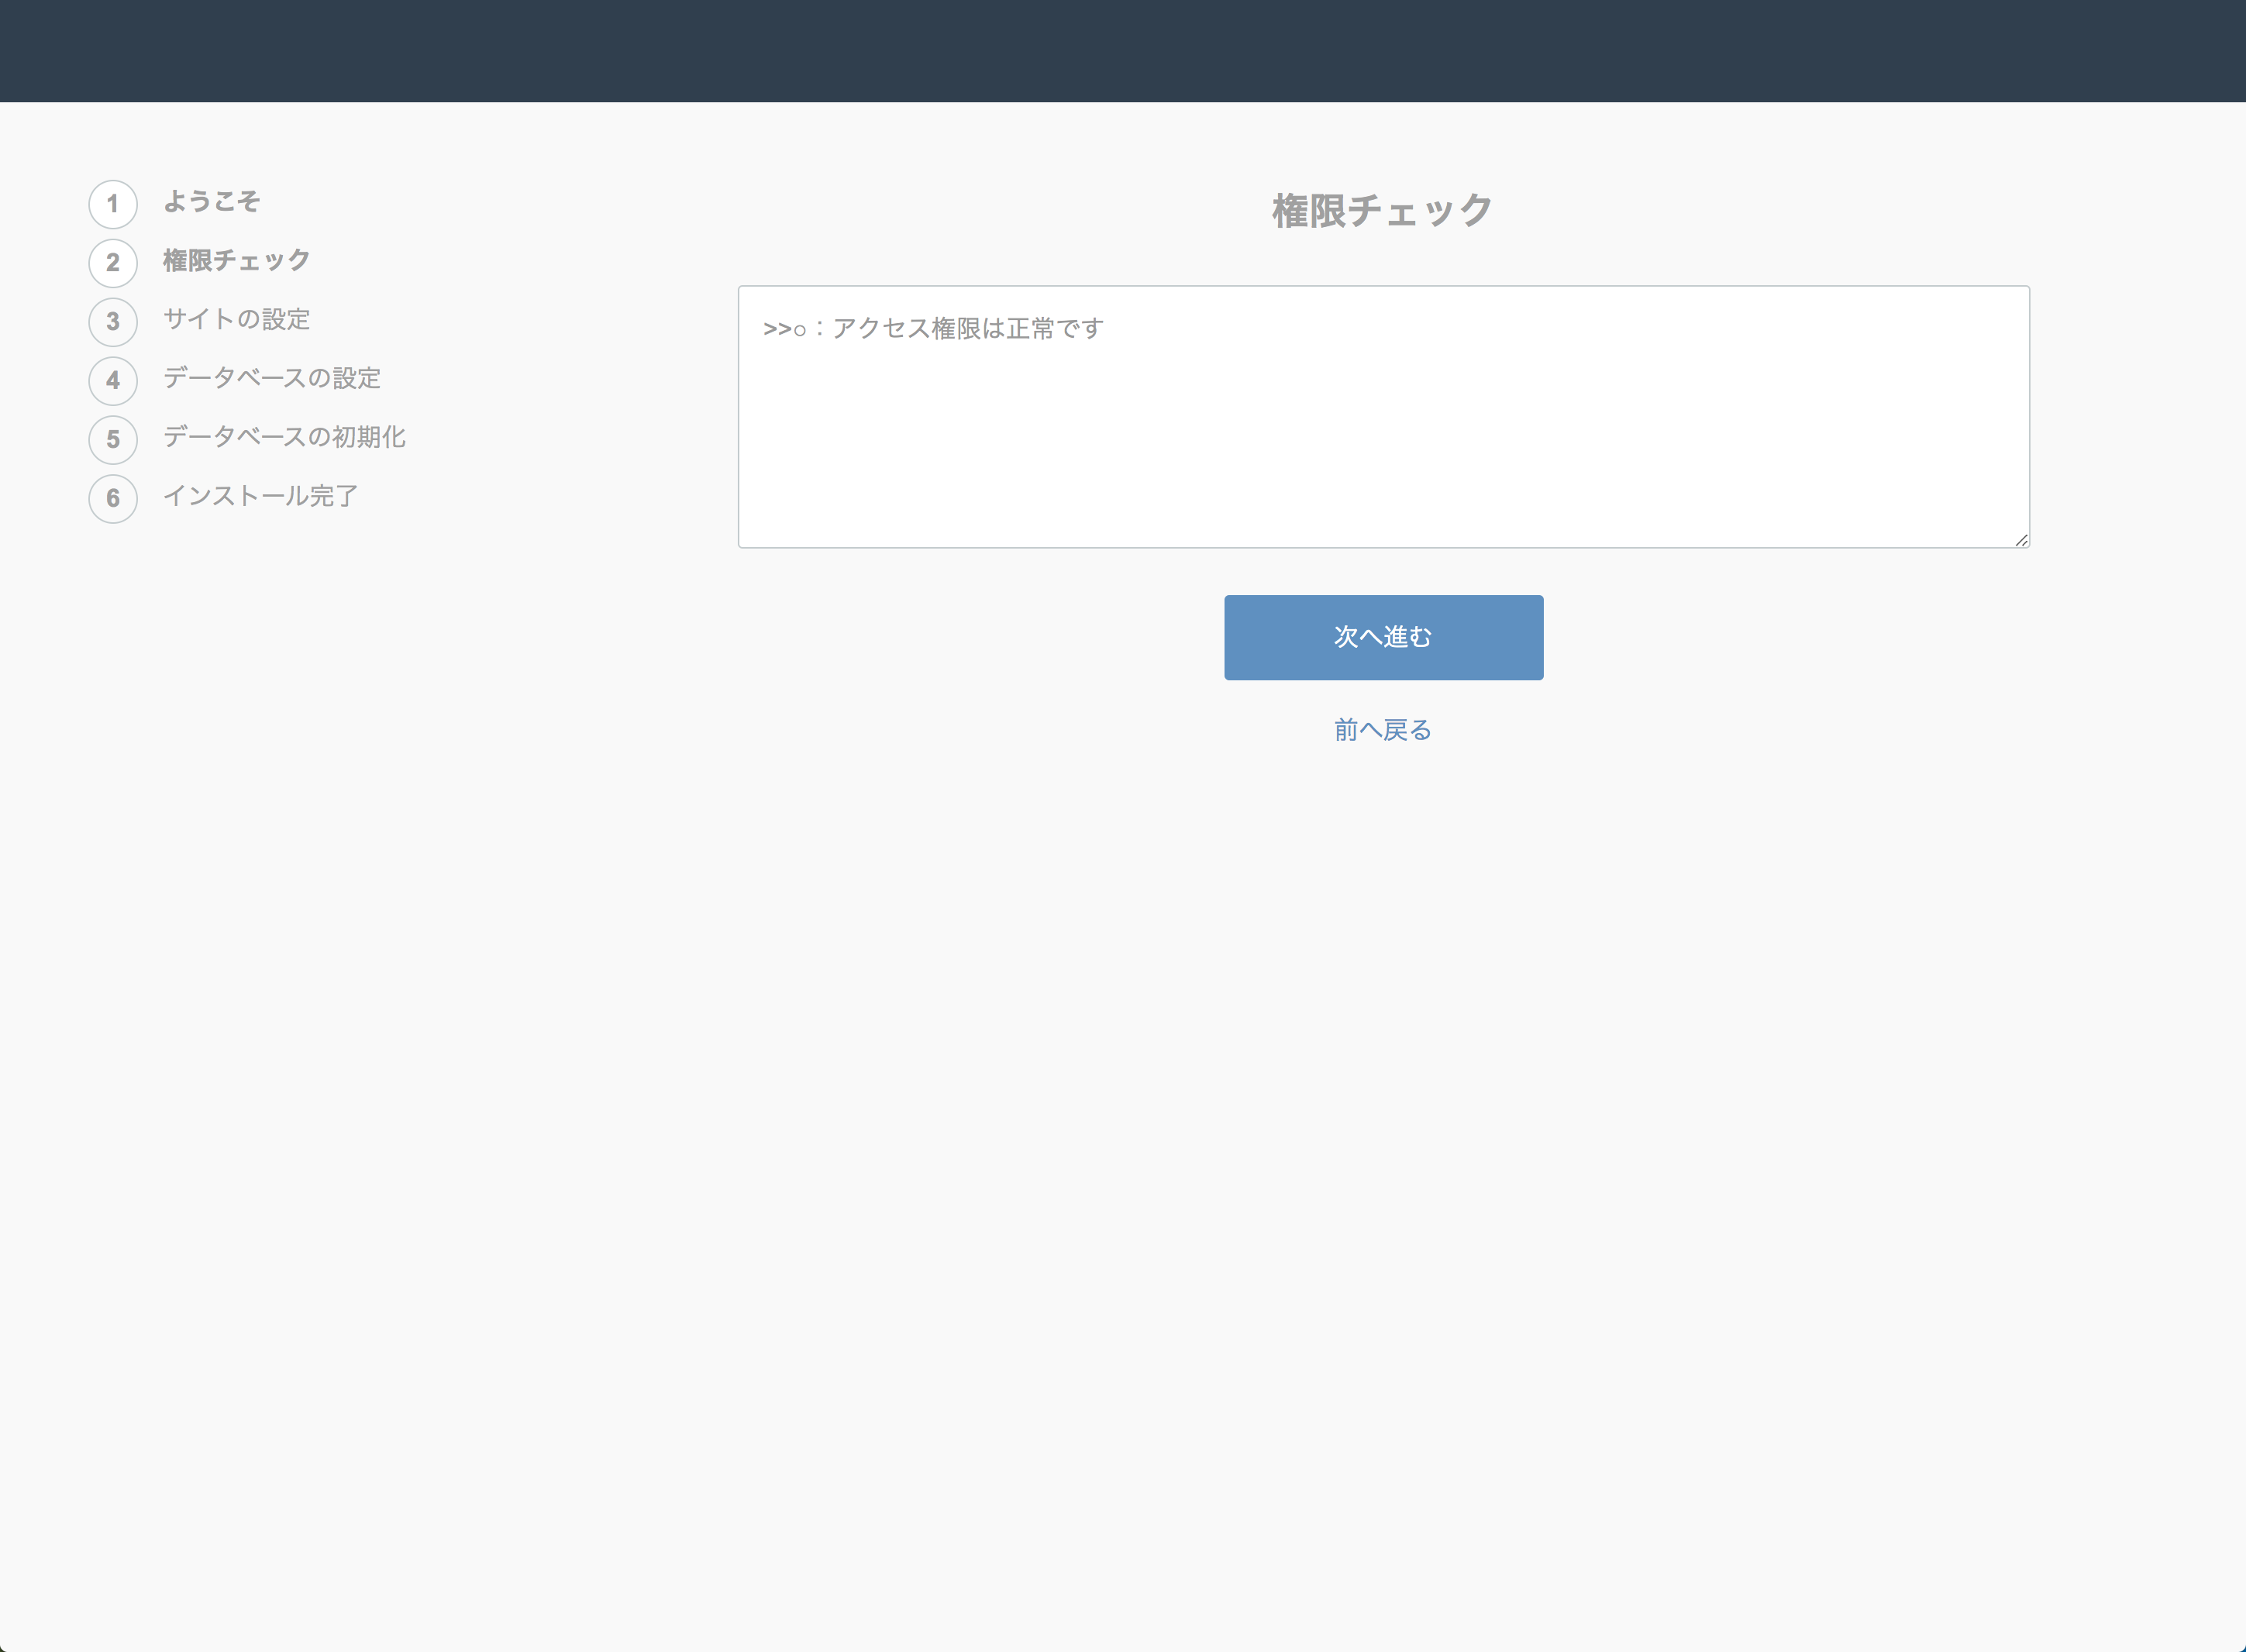 1 ようこそ
2 権限チェック
3 サイトの設定
4 データベースの設定
5 データベースの初期化
6 インストール完了
権限チェック
>>○：アクセス権限は正常です
次へ進む
前へ戻る